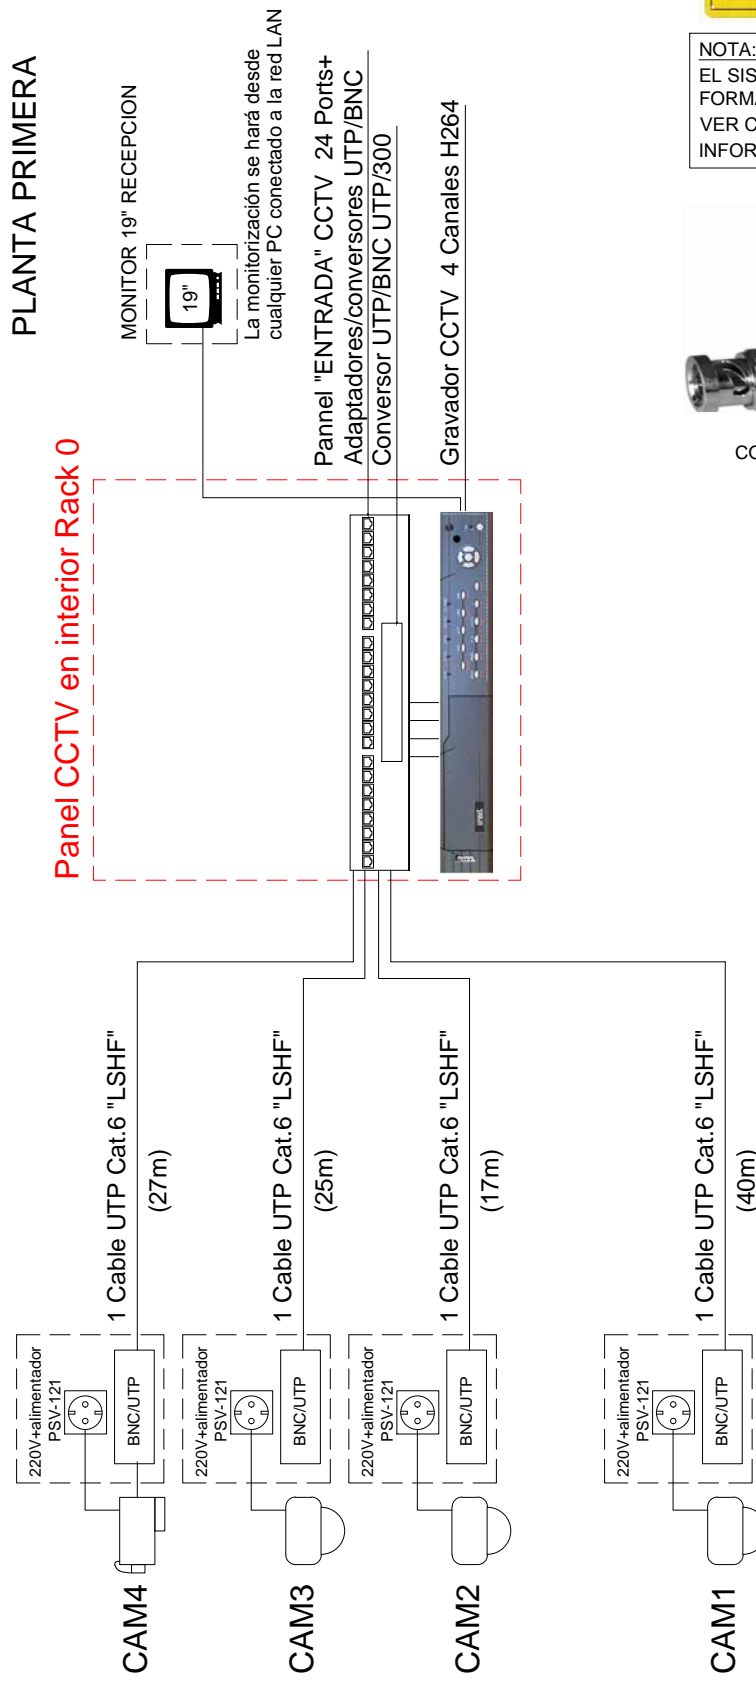 PLANTA PRIMERA
MONITOR 19" RECEPCION
19"
La monitorización se hará desde
cualquier PC conectado a la red LAN
Panel CCTV en interior Rack 0
Pannel "ENTRADA" CCTV 24 Ports+
Adaptadores/conversores UTP/BNC
Conversor UTP/BNC UTP/300
Gravador CCTV 4 Canales H264
CAM4
220V+alimentador
PSV-121
BNC/UTP
1 Cable UTP Cat.6 "LSHF"
(27m)
CAM3
220V+alimentador
PSV-121
BNC/UTP
1 Cable UTP Cat.6 "LSHF"
(25m)
CAM2
220V+alimentador
PSV-121
BNC/UTP
1 Cable UTP Cat.6 "LSHF"
(17m)
CAM1
220V+alimentador
PSV-121
BNC/UTP
1 Cable UTP Cat.6 "LSHF"
(40m)
NOTA:
EL SIS
FORMA
VER C
INFOR
CO